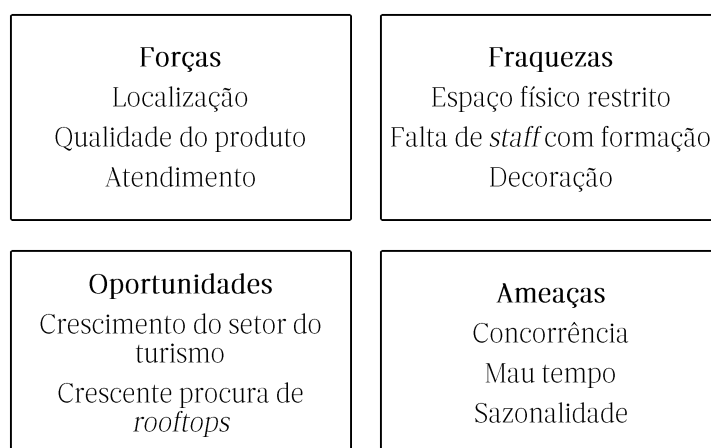 Forças
Localização
Qualidade do produto
Atendimento
Fraquezas
Espaço físico restrito
Falta de staff com formação
Decoração
Oportunidades
Crescimento do setor do
turismo
Crescente procura de
rooftops
Ameaças
Concorrência
Mau tempo
Sazonalidade